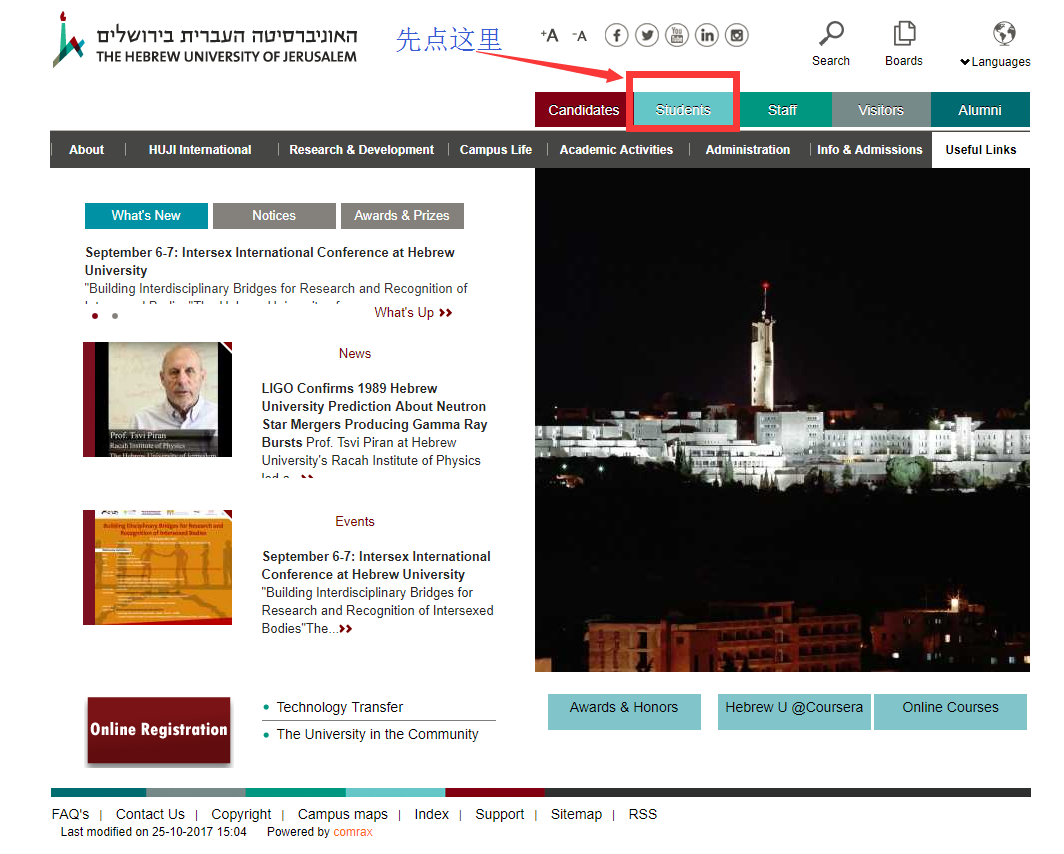 האוניברסיטה העברית בירושלים
THE HEBREW UNIVERSITY OF JERUSALEM
先点这里
+A -A
Search
Boards
Languages
Candidates
Students
Staff
Visitors
Alumni
About
HUJI International
Research & Development
Campus Life
Academic Activities
Administration
Info & Admissions
Useful Links
What's New
Notices
Awards & Prizes
September 6-7: Intersex International Conference at Hebrew
University
"Building Interdisciplinary Bridges for Research and Recognition of
What's Up
News
LIGO Confirms 1989 Hebrew
University Prediction About Neutron
Star Mergers Producing Gamma Ray
Bursts Prof. Tsvi Piran at Hebrew
University's Racah Institute of Physics
Prof. Tsvi Piran
Racah Institute of Physics
The Hebrew University of Jerusalem
Events
September 6-7: Intersex International
Conference at Hebrew University
"Building Interdisciplinary Bridges for
Research and Recognition of Intersexed
Bodies"The...
Building Disciplinary Bridges for Research and
Recognition of Intersexed Bodies
Online Registration
Technology Transfer
The University in the Community
Awards & Honors
Hebrew U @Coursera
Online Courses
FAQ's | Contact Us | Copyright | Campus maps | Index | Support | Sitemap | RSS
Last modified on 25-10-2017 15:04 Powered by comrax